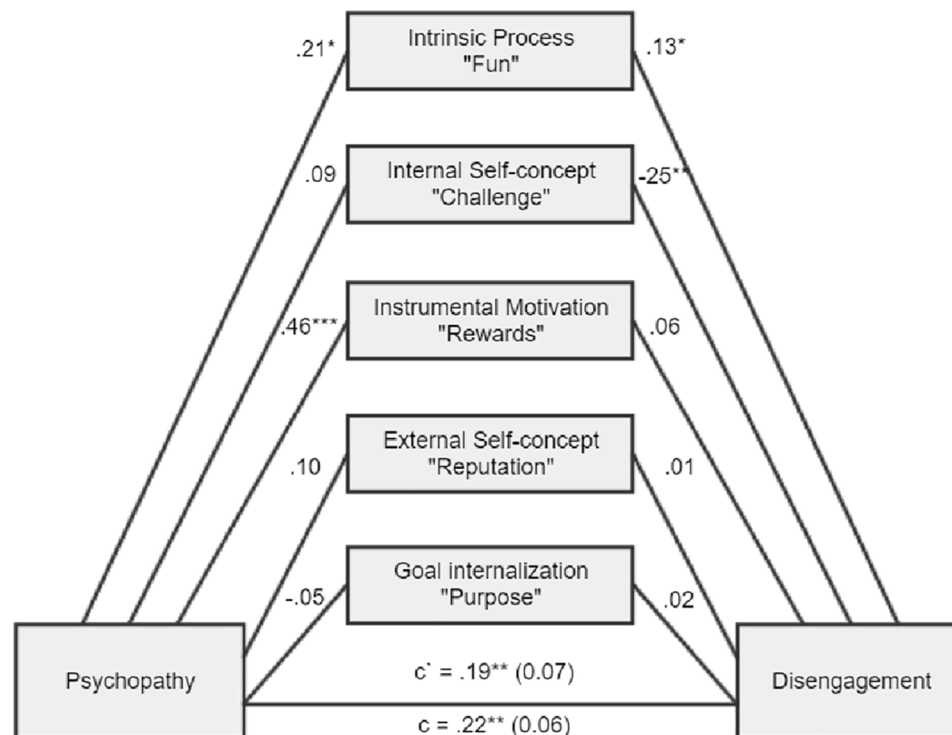 Intrinsic Process
"Fun"
.21*
.13*
Internal Self-concept
"Challenge"
.09
-25**
Instrumental Motivation
"Rewards"
.46***
.06
External Self-concept
"Reputation"
.10
.01
Goal internalization
"Purpose"
-.05
.02
Psychopathy
c` = .19** (0.07)
Disengagement
c = .22** (0.06)